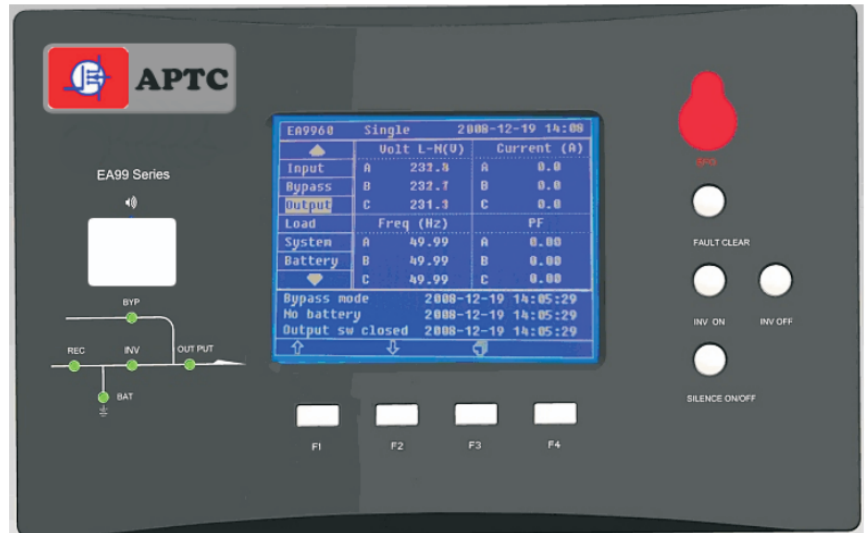 APTC
EA99 Series
BYP
REC INV OUT PUT
BAT
EA9960 Single 2008-12-19 14:08
Volt L-N(V) Current (A)
Input A A 0.0
Bypass B B 0.0
Output C 231.3 C 0.0
Load Freq (Hz) PF
System A 49.99 A 0.00
Battery B 49.99 B 0.00
C 49.99 C 0.00
Bypass mode 2008-12-19 14:05:29
No battery 2008-12-19 14:05:29
Output sw closed 2008-12-19 14:05:29
F1 F2 F3 F4
FAULT CLEAR
INV ON INV OFF
SILENCE ON/OFF